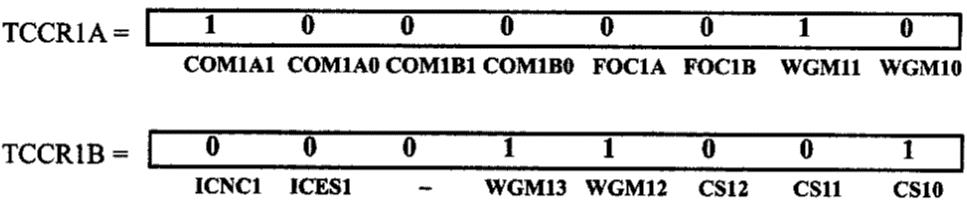 TCCR1A = 1 0 0 0 0 0 1 0
COM1A1 COM1A0 COM1B1 COM1B0 FOC1A FOC1B WGM11 WGM10
TCCR1B = 0 0 0 1 1 0 0 1
ICNC1 ICES1 – WGM13 WGM12 CS12 CS11 CS10